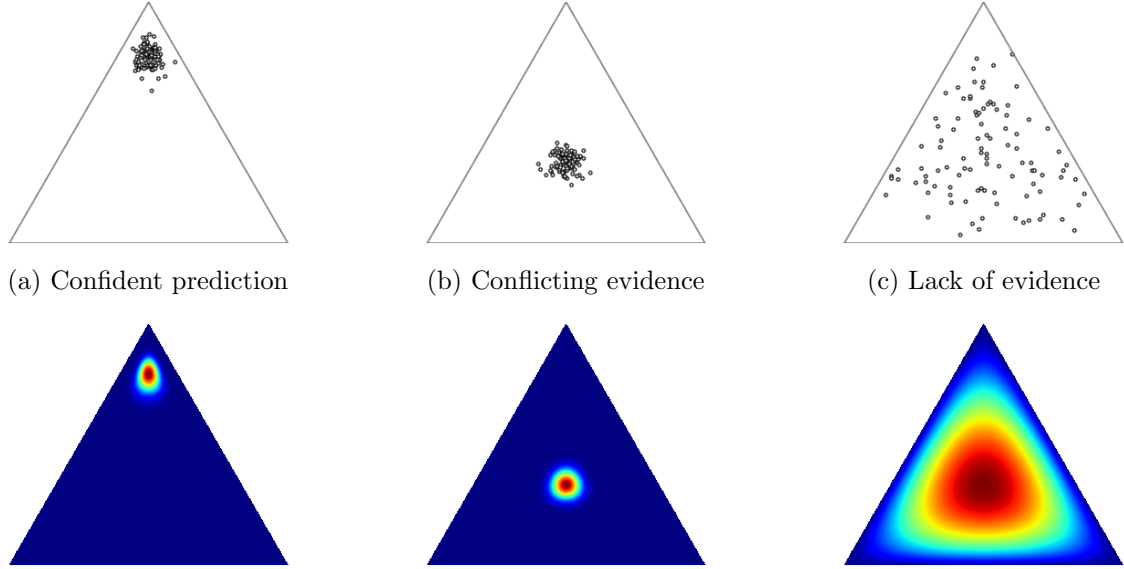 (a) Confident prediction
(b) Conflicting evidence
(c) Lack of evidence